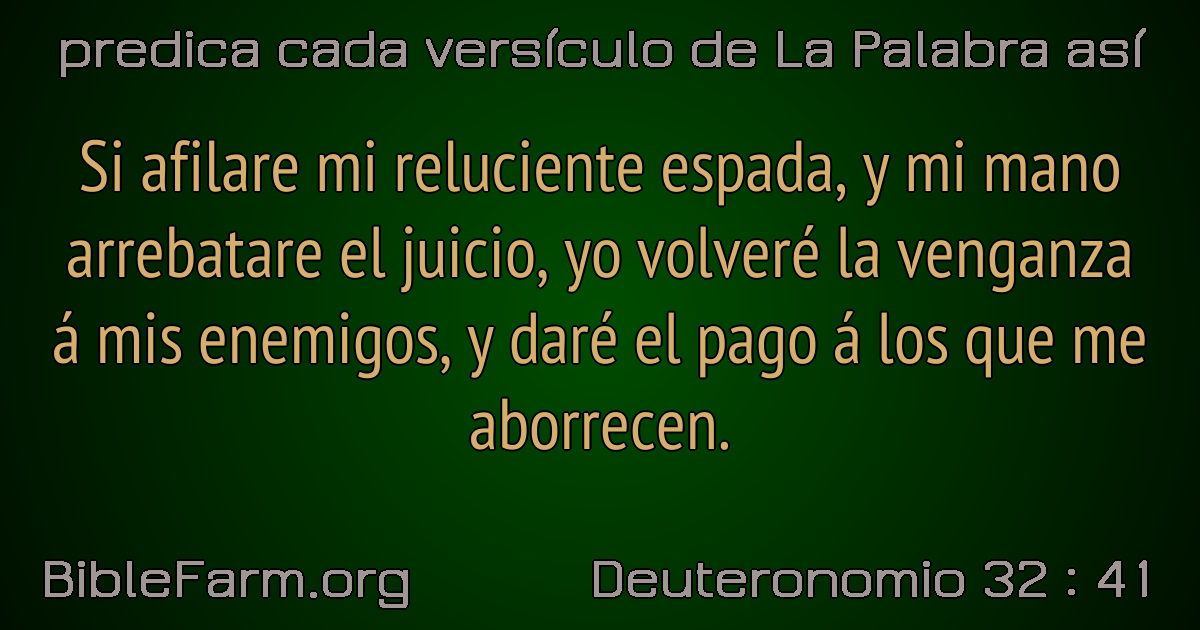 predica cada versículo de La Palabra así
Si afilare mi reluciente espada, y mi mano
arrebatare el juicio, yo volveré la venganza
á mis enemigos, y daré el pago á los que me
aborrecen.
BibleFarm.org
Deuteronomio 32 : 41